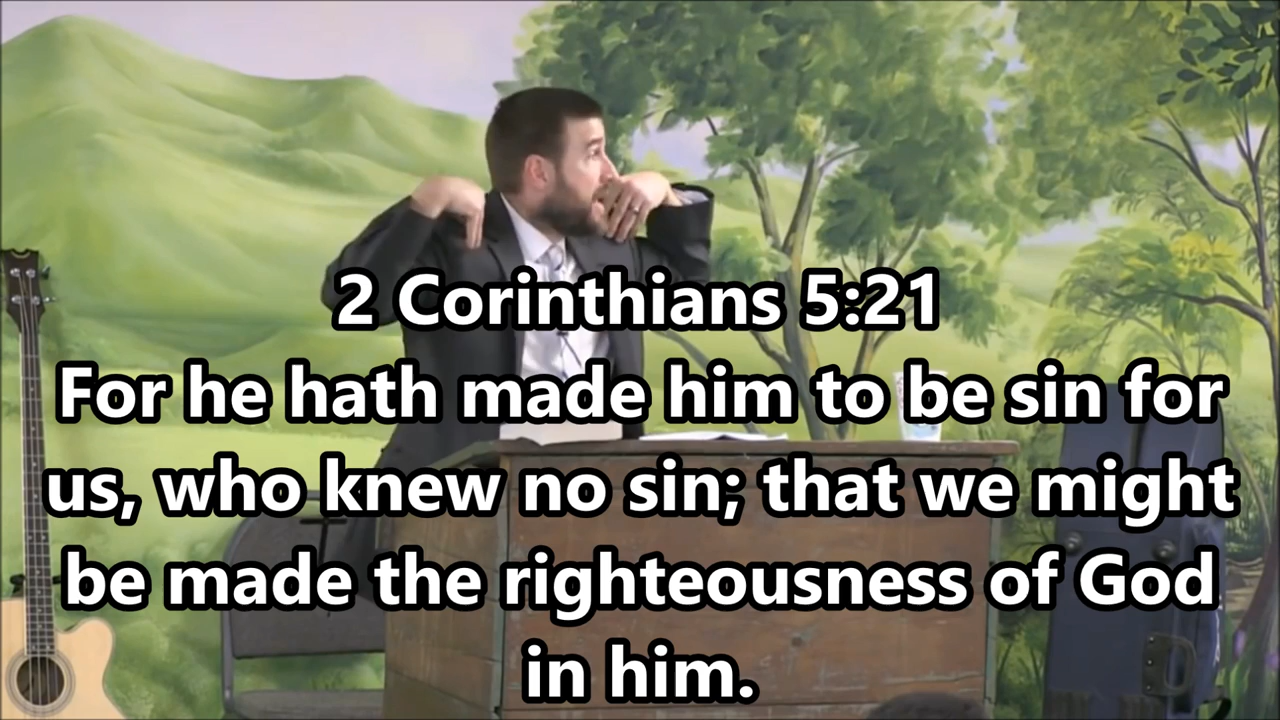 2 Corinthians 5:21
For he hath made him to be sin for
us, who knew no sin; that we might
be made the righteousness of God
in him.